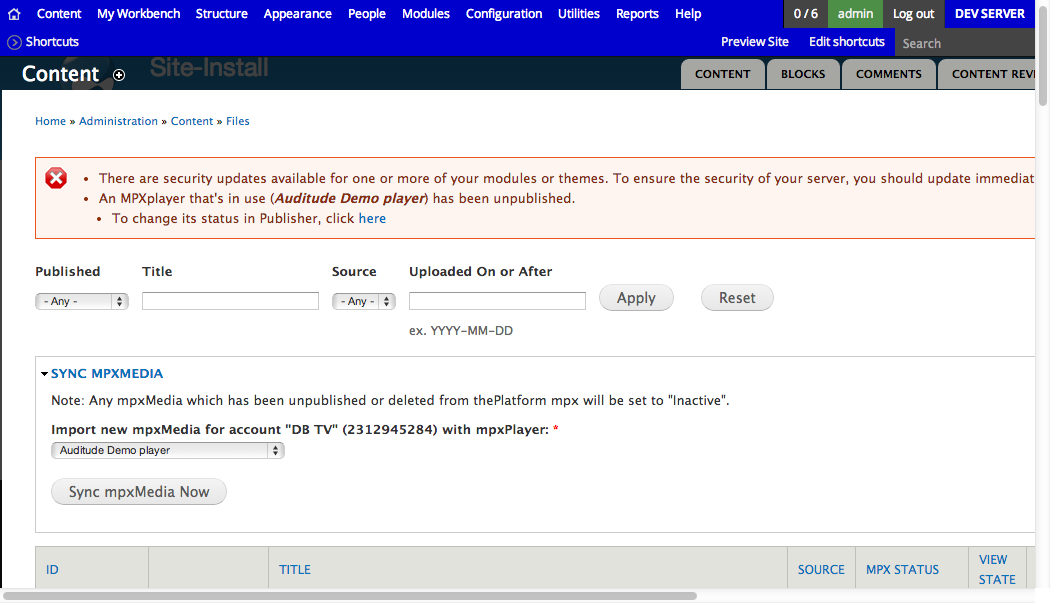 Content My Workbench Structure Appearance People Modules Configuration Utilities Reports Help 0 / 6 admin Log out DEV SERVER
Shortcuts Preview Site Edit shortcuts Search
Content Site-Install CONTENT BLOCKS COMMENTS CONTENT REVI
Home » Administration » Content » Files
There are security updates available for one or more of your modules or themes. To ensure the security of your server, you should update immediat
An MPXplayer that's in use (Auditude Demo player) has been unpublished.
To change its status in Publisher, click here
Published Title Source Uploaded On or After
- Any - - Any - Apply Reset
ex. YYYY-MM-DD
SYNC MPXMEDIA
Note: Any mpxMedia which has been unpublished or deleted from thePlatform mpx will be set to "Inactive".
Import new mpxMedia for account "DB TV" (2312945284) with mpxPlayer: *
Auditude Demo player
Sync mpxMedia Now
ID TITLE SOURCE MPX STATUS VIEW
STATE